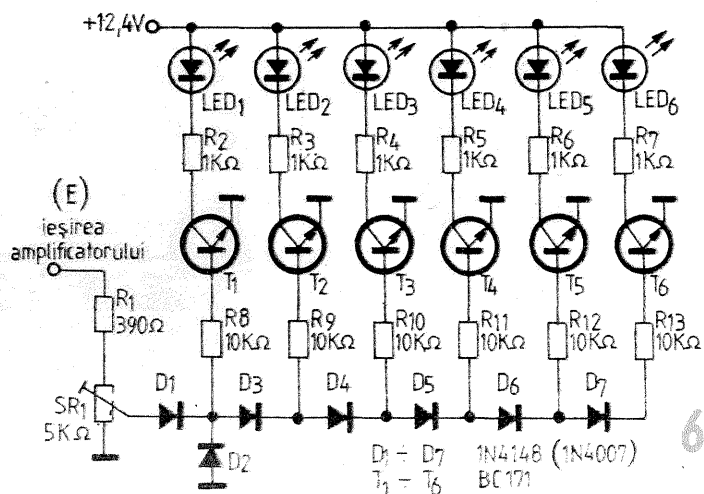 +12,4V
LED1 LED2 LED3 LED4 LED5 LED6
R2 1KΩ
R3 1KΩ
R4 1KΩ
R5 1KΩ
R6 1KΩ
R7 1KΩ
(E)
ieşirea
amplificatorului
T1 T2 T3 T4 T5 T6
R1
390Ω
R8 10KΩ
R9 10KΩ
R10 10KΩ
R11 10KΩ
R12 10KΩ
R13 10KΩ
SR1
5KΩ
D1 D3 D4 D5 D6 D7
D2
D1 ÷ D7 1N4148 (1N4007)
T1 ÷ T6 BC171
6